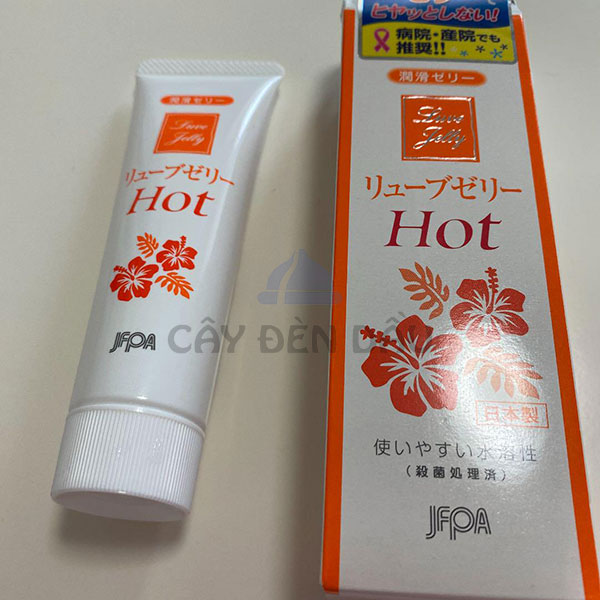 潤滑ゼリー
Luve
Jelly
リューブゼリー
Hot
JFPA
ヒヤッとしない!
病院・産院でも
推奨!!
潤滑ゼリー
Luve
Jelly
リューブゼリー
Hot
日本製
使いやすい水溶性
(殺菌処理済)
JFPA
CÂY ĐÈN DẦU